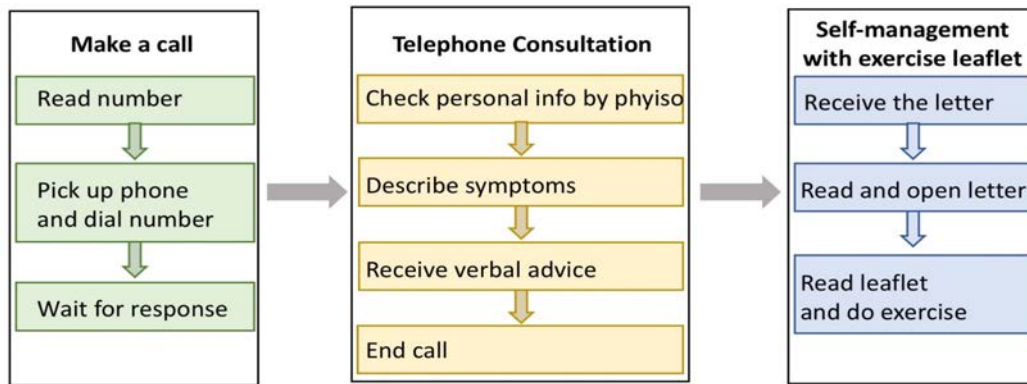 Make a call
Read number
Pick up phone
and dial number
Wait for response
Telephone Consultation
Check personal info by phyiso
Describe symptoms
Receive verbal advice
End call
Self-management
with exercise leaflet
Receive the letter
Read and open letter
Read leaflet
and do exercise